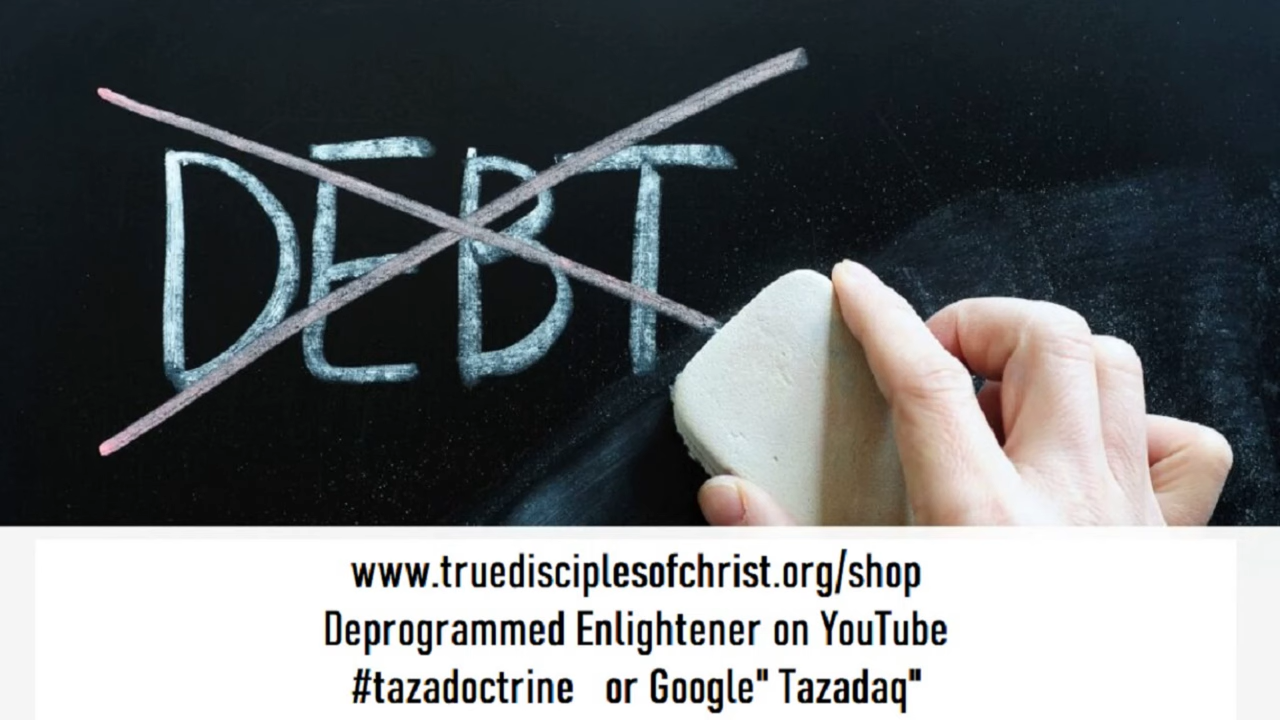 DEBT
www.truedisciplesofchrist.org/shop
Deprogrammed Enlightener on YouTube
#tazadoctrine or Google" Tazadaq"